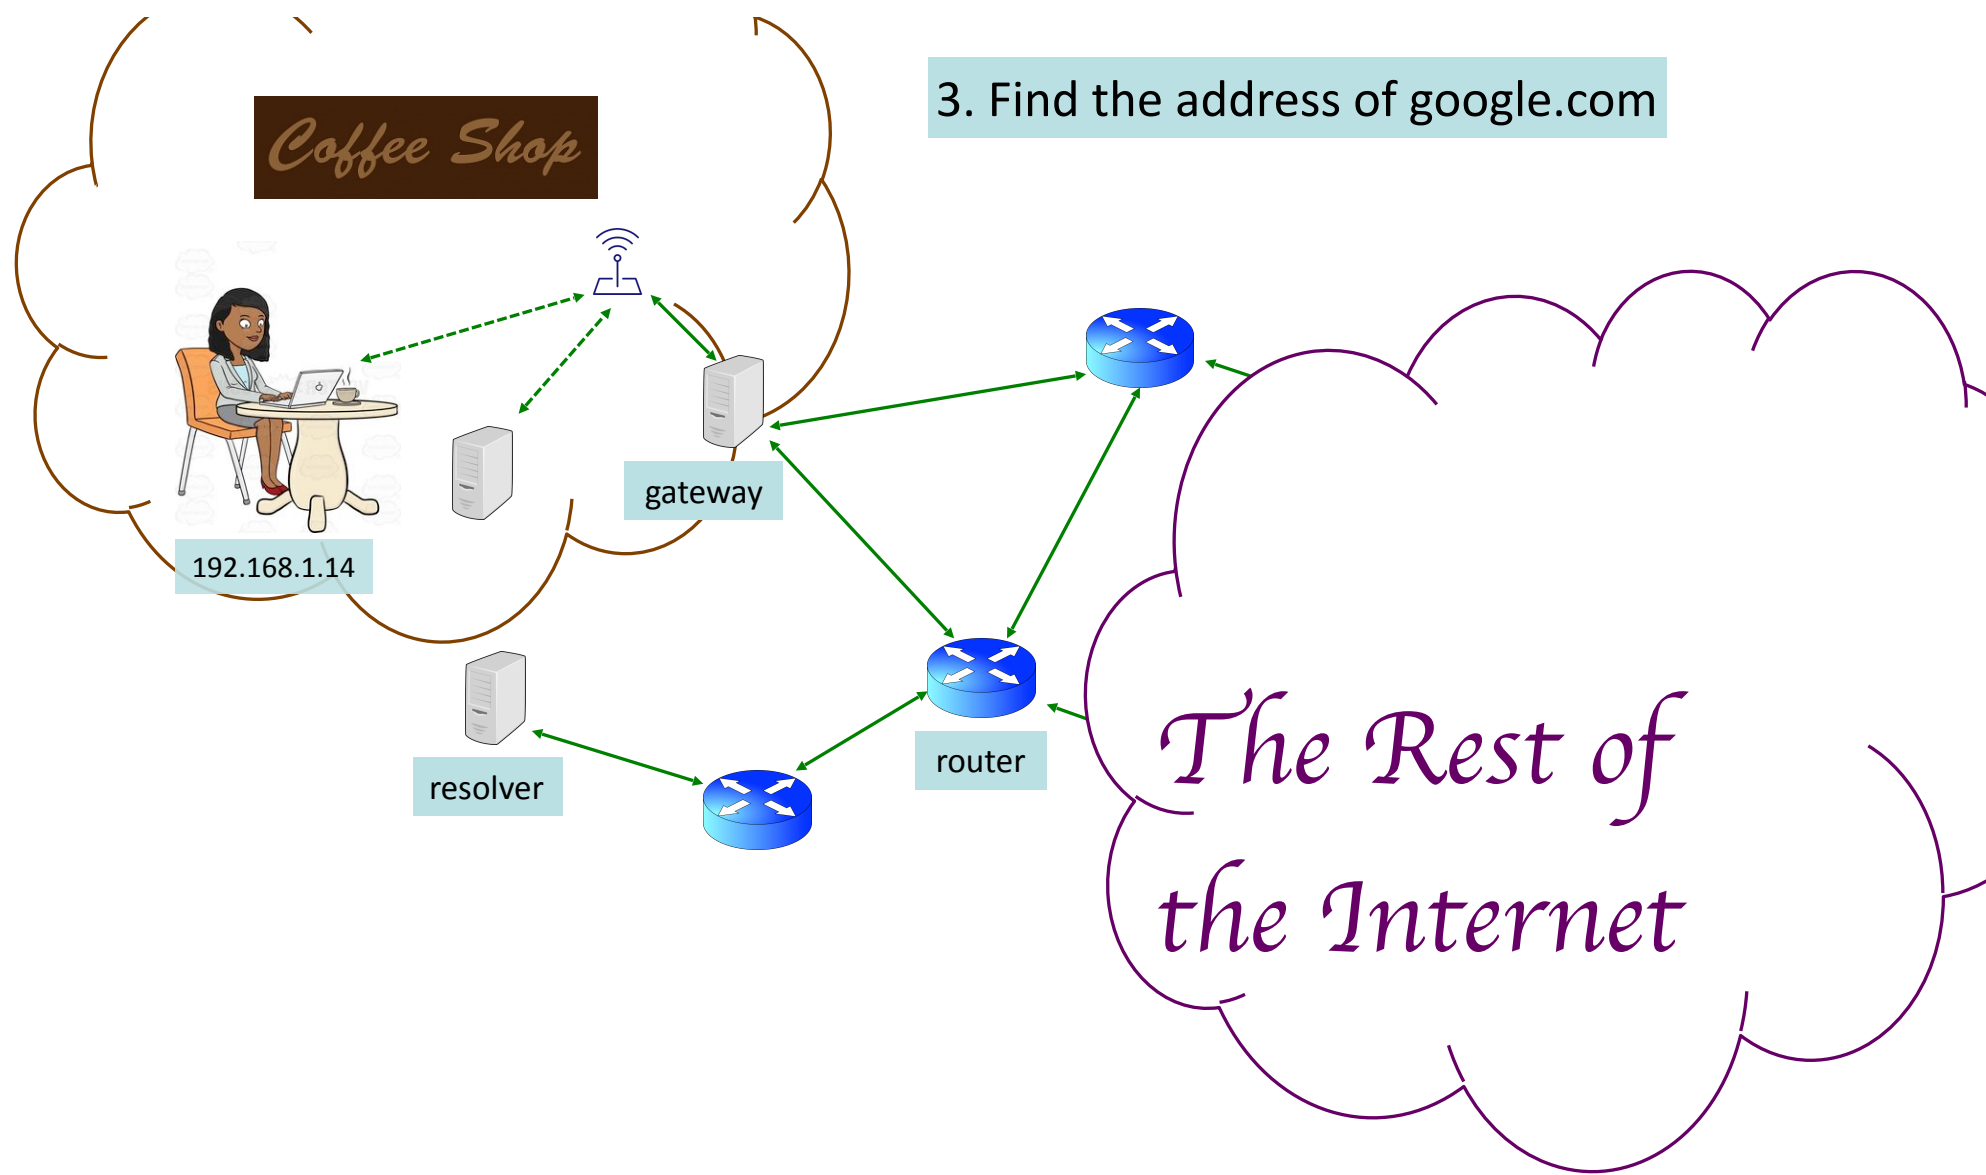 3. Find the address of google.com
Coffee Shop
gateway
192.168.1.14
router
resolver
The Rest of
the Internet